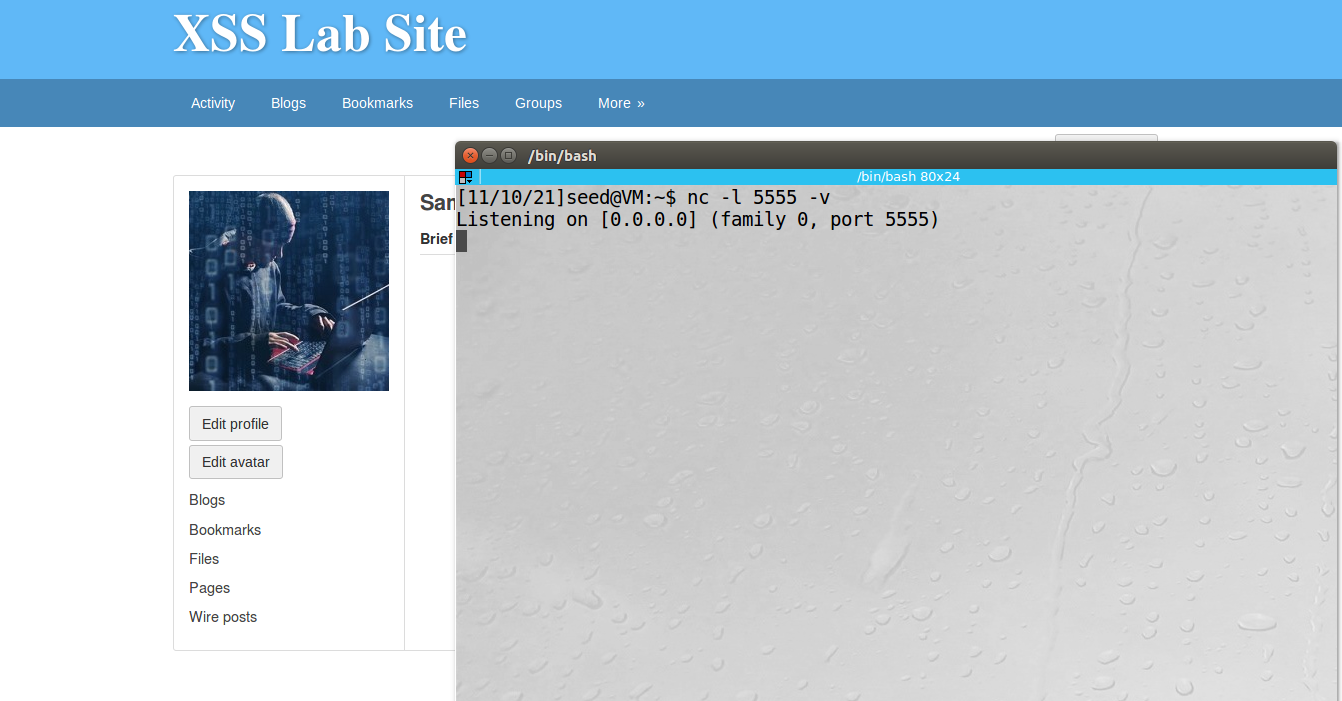 XSS Lab Site
Activity Blogs Bookmarks Files Groups More »
/bin/bash
/bin/bash 80x24
[11/10/21]seed@VM:~$ nc -l 5555 -v
Listening on [0.0.0.0] (family 0, port 5555)
Brief
Edit profile
Edit avatar
Blogs
Bookmarks
Files
Pages
Wire posts